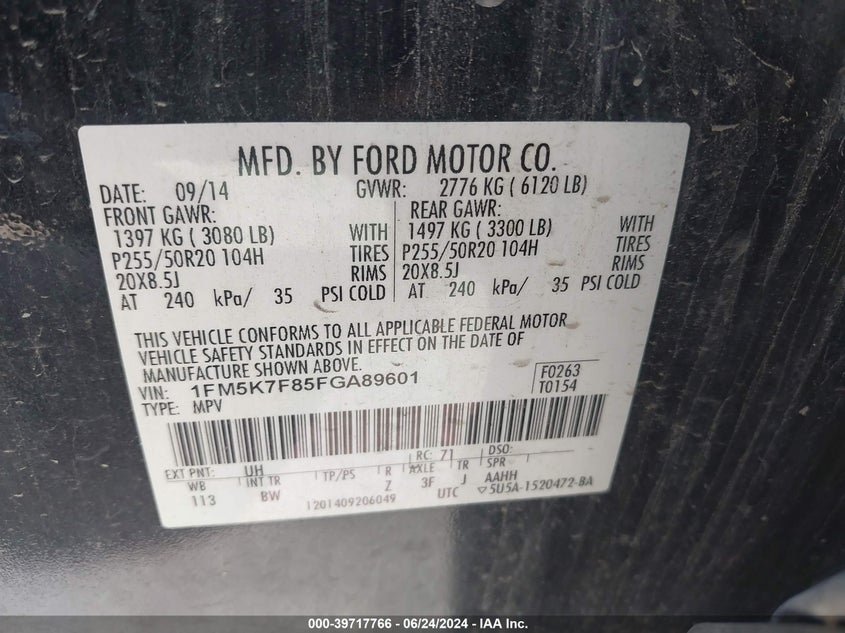 MFD. BY FORD MOTOR CO.
DATE: 09/14 GVWR: 2776 KG ( 6120 LB)
FRONT GAWR: REAR GAWR:
1397 KG ( 3080 LB) WITH 1497 KG ( 3300 LB) WITH
P255/50R20 104H TIRES P255/50R20 104H TIRES
20X8.5J RIMS 20X8.5J RIMS
AT 240 kPa/ 35 PSI COLD AT 240 kPa/ 35 PSI COLD
THIS VEHICLE CONFORMS TO ALL APPLICABLE FEDERAL MOTOR
VEHICLE SAFETY STANDARDS IN EFFECT ON THE DATE OF
MANUFACTURE SHOWN ABOVE.
VIN: 1FM5K7F85FGA89601 F0263
TYPE: MPV T0154
EXT PNT: UH RC: 71 DSO:
WB INT TR TP/PS R AXLE TR SPR
113 BW Z 3F J AAHH
1201409206049 UTC ▽5U5A-1520472-BA
000-39717766 - 06/24/2024 - IAAI.com